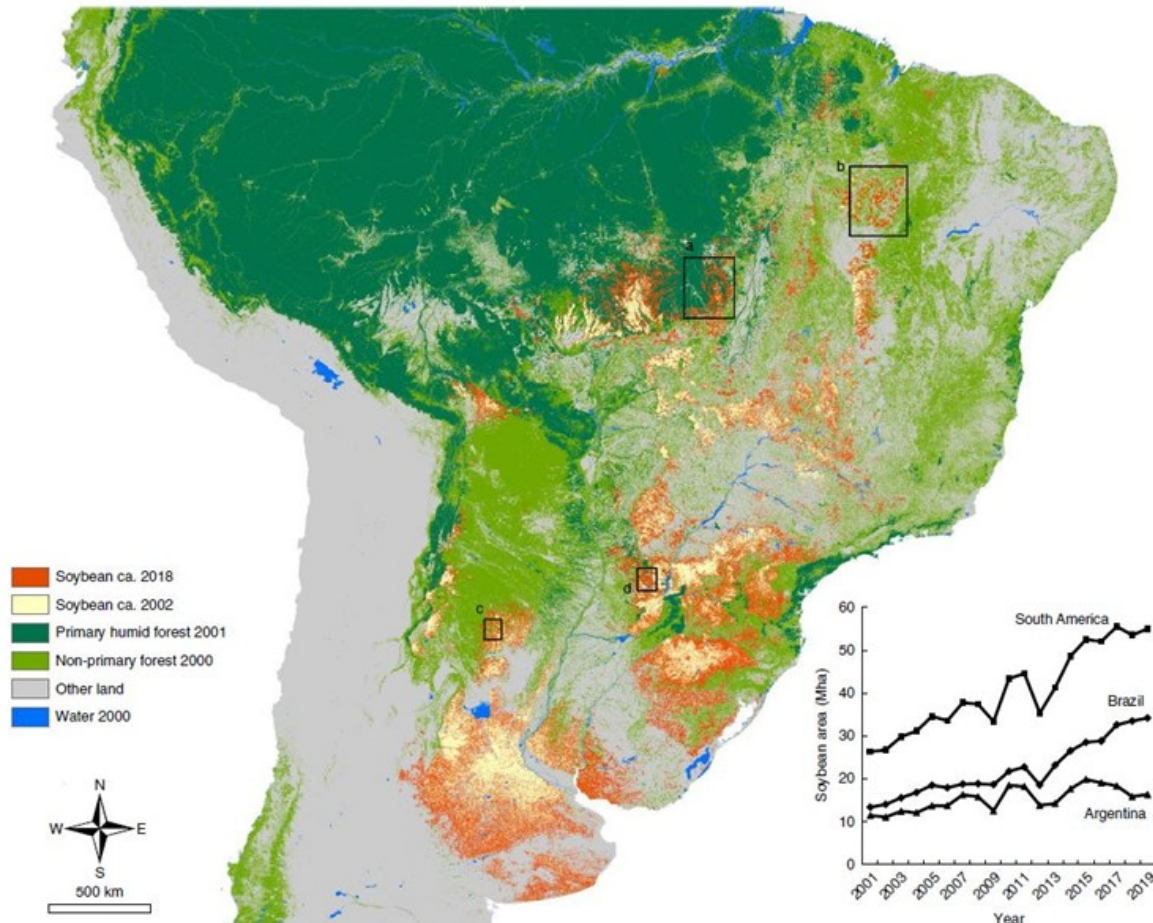 b
a
c
d
Soybean ca. 2018
Soybean ca. 2002
Primary humid forest 2001
Non-primary forest 2000
Other land
Water 2000
N
W E
S
500 km
60
50
40
30
20
10
0
Soybean area (Mha)
South America
Brazil
Argentina
2001
2003
2005
2007
2009
2011
2013
2015
2017
2019
Year